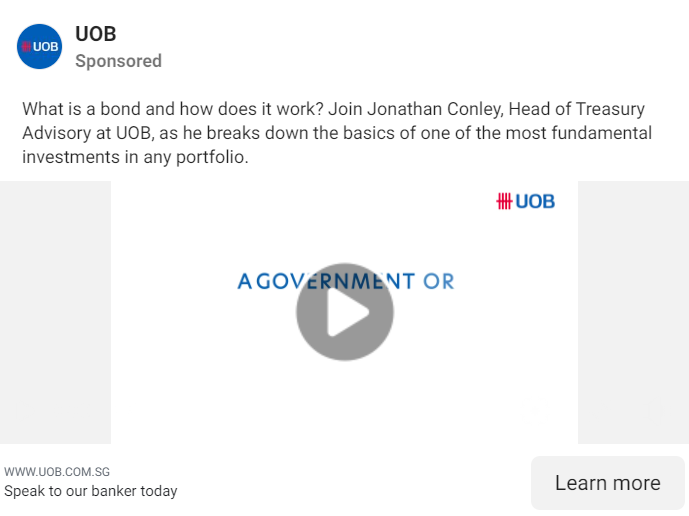 UOB
UOB
Sponsored
What is a bond and how does it work? Join Jonathan Conley, Head of Treasury
Advisory at UOB, as he breaks down the basics of one of the most fundamental
investments in any portfolio.
UOB
A GOVERNMENT OR
WWW.UOB.COM.SG
Speak to our banker today
Learn more